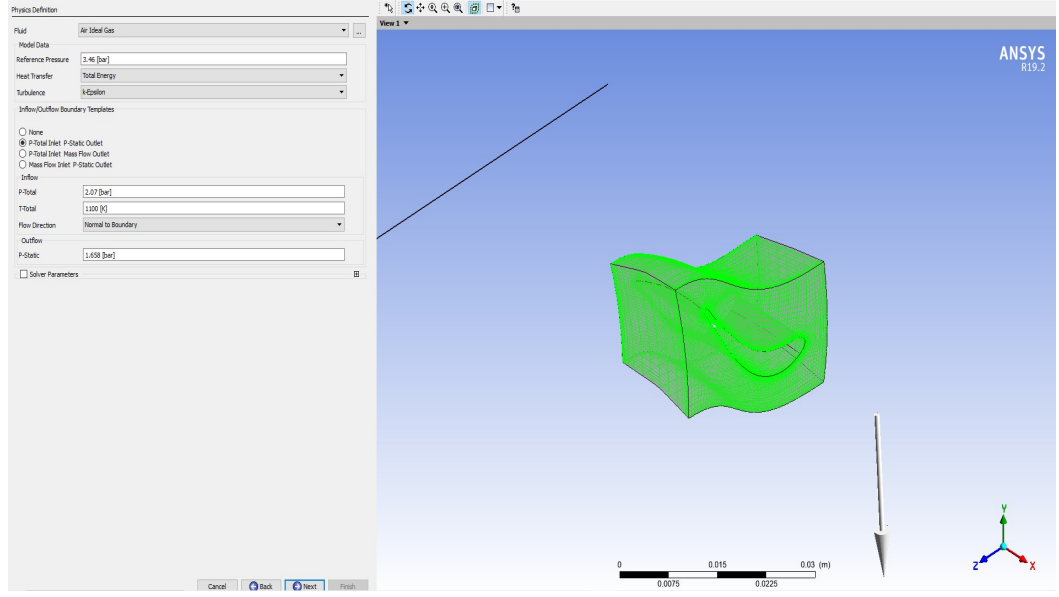 Physics Definition
Fluid Air Ideal Gas ...
Model Data
Reference Pressure 3.46 [bar]
Heat Transfer Total Energy
Turbulence k-Epsilon
Inflow/Outflow Boundary Templates
None
P-Total Inlet P-Static Outlet
P-Total Inlet Mass Flow Outlet
Mass Flow Inlet P-Static Outlet
Inflow
P-Total 2.07 [bar]
T-Total 1100 [K]
Flow Direction Normal to Boundary
Outflow
P-Static 1.658 [bar]
Solver Parameters
Cancel Back Next Finish
View 1
ANSYS
R19.2
0 0.015 0.03 (m)
0.0075 0.0225
Y
Z X